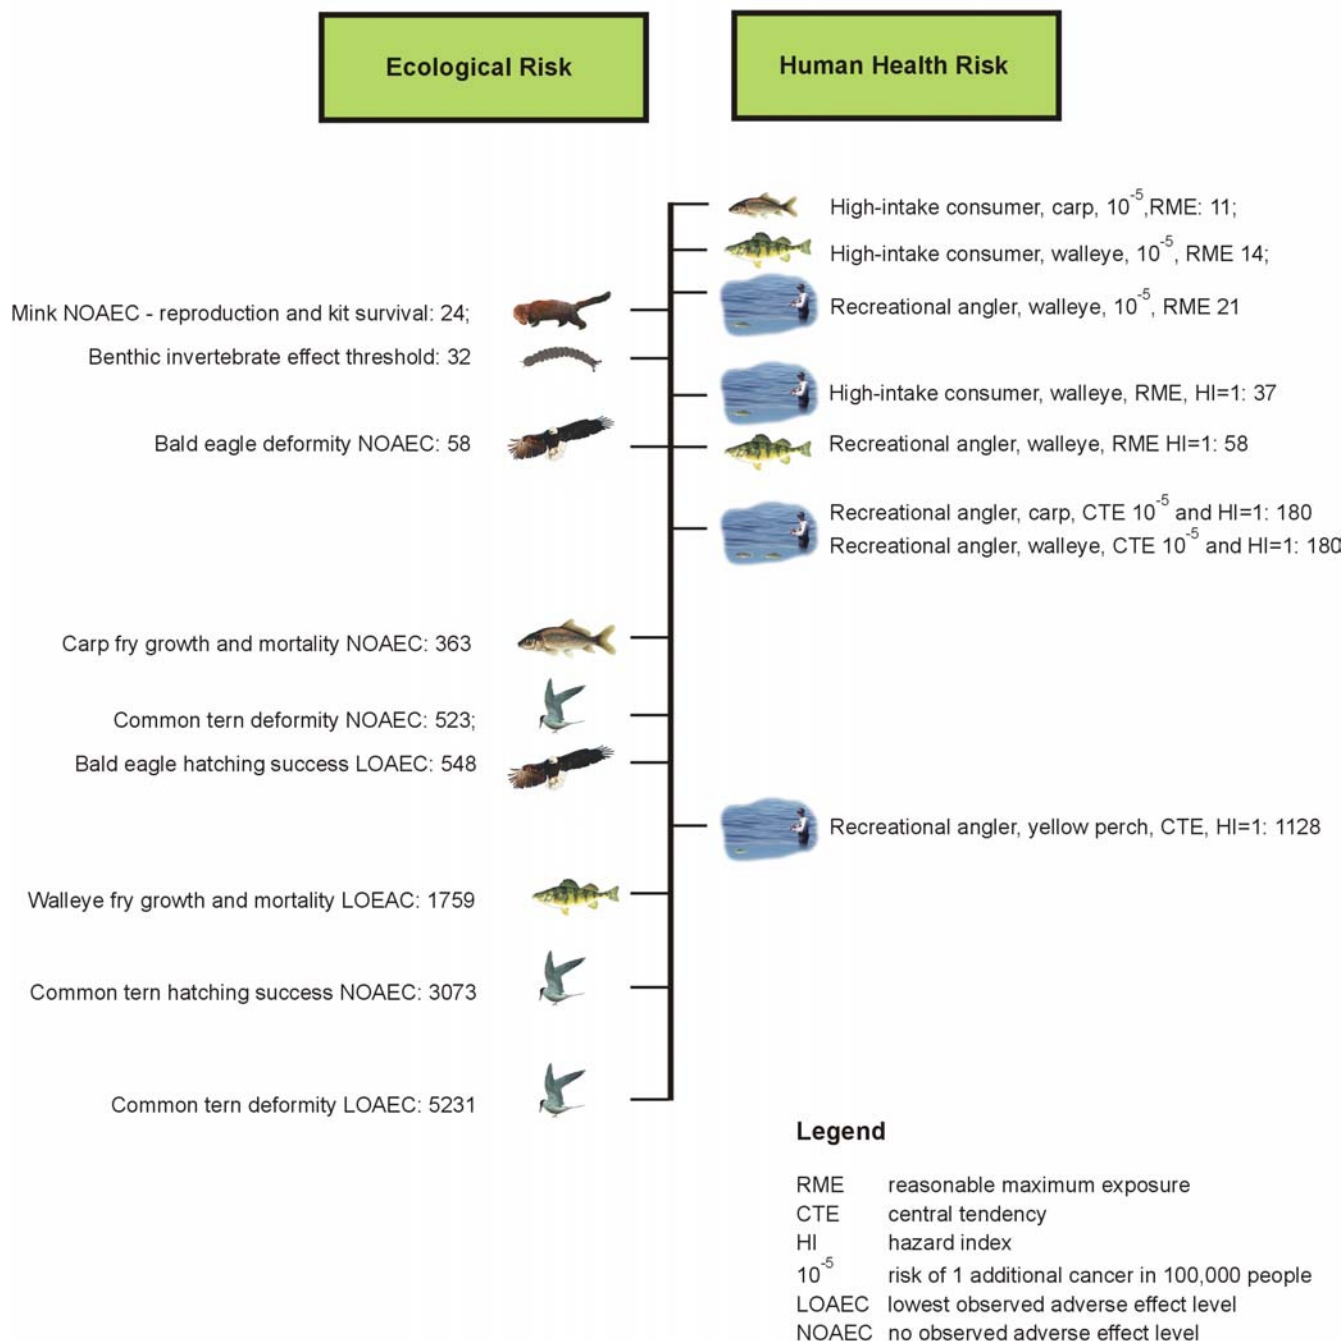 Ecological Risk
Human Health Risk
High-intake consumer, carp, 10-5,RME: 11;
High-intake consumer, walleye, 10-5, RME 14;
Mink NOAEC - reproduction and kit survival: 24;
Recreational angler, walleye, 10-5, RME 21
Benthic invertebrate effect threshold: 32
High-intake consumer, walleye, RME, HI=1: 37
Bald eagle deformity NOAEC: 58
Recreational angler, walleye, RME HI=1: 58
Recreational angler, carp, CTE 10-5 and HI=1: 180
Recreational angler, walleye, CTE 10-5 and HI=1: 180
Carp fry growth and mortality NOAEC: 363
Common tern deformity NOAEC: 523;
Bald eagle hatching success LOAEC: 548
Recreational angler, yellow perch, CTE, HI=1: 1128
Walleye fry growth and mortality LOEAC: 1759
Common tern hatching success NOAEC: 3073
Common tern deformity LOAEC: 5231
Legend
RME reasonable maximum exposure
CTE central tendency
HI hazard index
10-5 risk of 1 additional cancer in 100,000 people
LOAEC lowest observed adverse effect level
NOAEC no observed adverse effect level